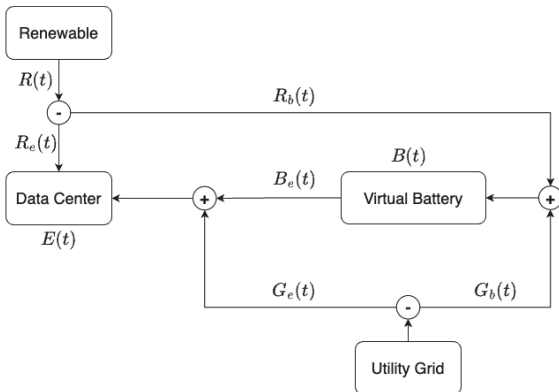 Renewable
R(t)
-
R_b(t)
R_e(t)
B(t)
Data Center
+
B_e(t)
Virtual Battery
+
E(t)
G_e(t)
-
G_b(t)
Utility Grid